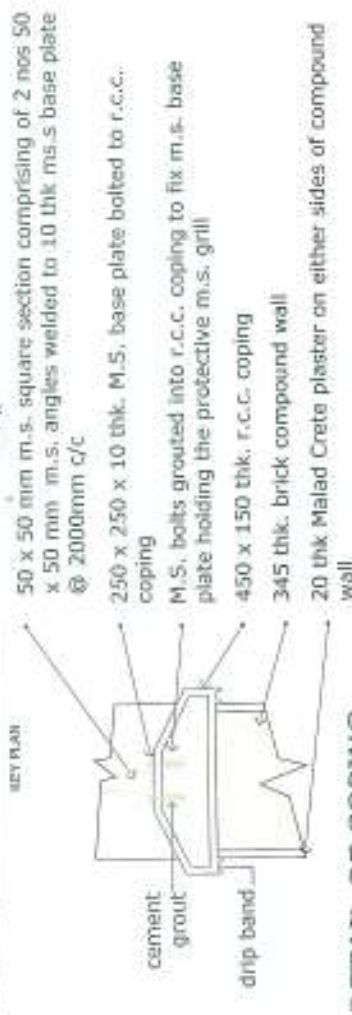 KEY PLAN
50 x 50 mm m.s. square section comprising of 2 nos 50
x 50 mm m.s. angles welded to 10 thk ms.s base plate
@ 2000mm c/c
250 x 250 x 10 thk. M.S. base plate bolted to r.c.c.
coping
M.S. bolts grouted into r.c.c. coping to fix m.s. base
plate holding the protective m.s. grill
450 x 150 thk. r.c.c. coping
345 thk. brick compound wall
20 thk Malad Crete plaster on either sides of compound
wall
cement
grout
drip band